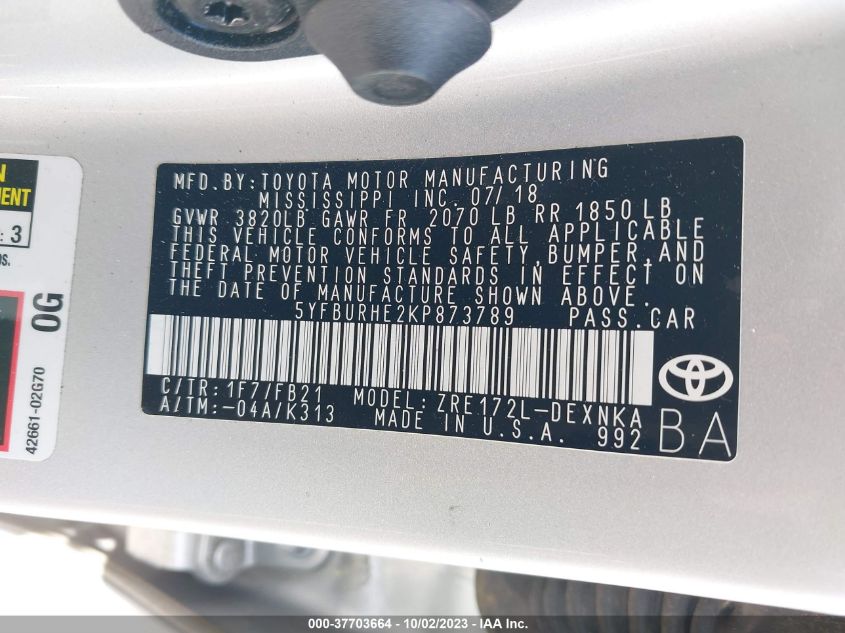 MFD. BY: TOYOTA MOTOR MANUFACTURING
MISSISSIPPI INC. 07/18
GVWR 3820LB GAWR FR 2070 LB RR 1850 LB
THIS VEHICLE CONFORMS TO ALL APPLICABLE
FEDERAL MOTOR VEHICLE SAFETY, BUMPER, AND
THEFT PREVENTION STANDARDS IN EFFECT ON
THE DATE OF MANUFACTURE SHOWN ABOVE.
5YFBURHE2KP873789 PASS. CAR
C/TR: 1F7/FB21 MODEL: ZRE172L-DEXNKA
A/TM: -04A/K313 MADE IN U.S.A. 992
BA
: 3
0G
42661-02G70
000-37703664 - 10/02/2023 - IAA Inc.